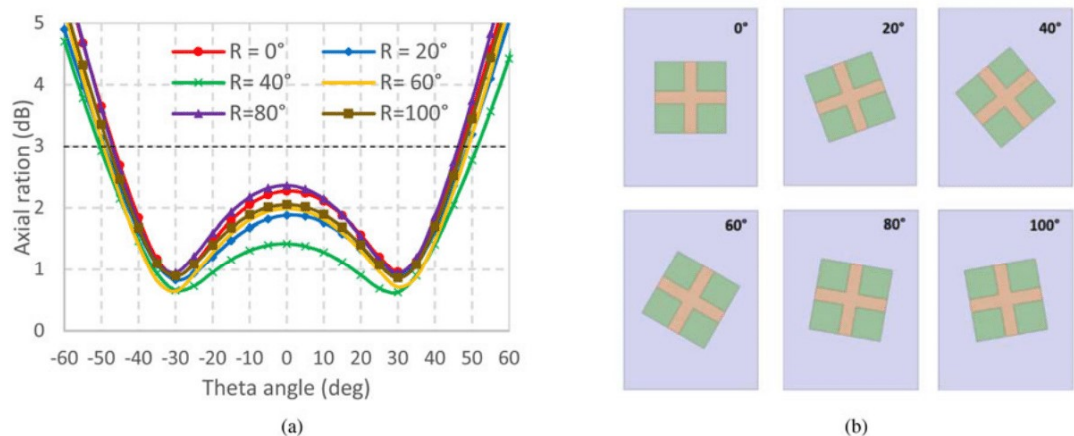 5
4
3
2
1
0
Axial ration (dB)
R = 0°
R = 20°
R= 40°
R= 60°
R=80°
R=100°
-60 -50 -40 -30 -20 -10 0 10 20 30 40 50 60
Theta angle (deg)
(a)
0°
20°
40°
60°
80°
100°
(b)